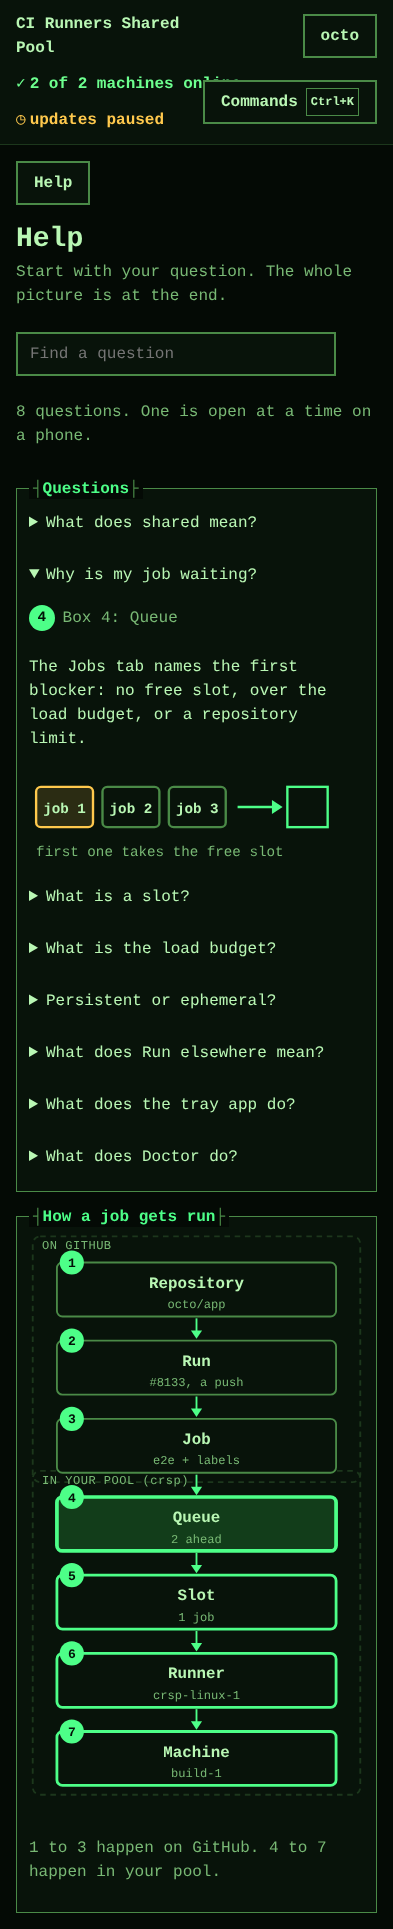 CI Runners Shared
Pool
octo
✓ 2 of 2 machines online
Commands Ctrl+K
◷ updates paused
Help
Help
Start with your question. The whole
picture is at the end.
Find a question
8 questions. One is open at a time on
a phone.
Questions
▶ What does shared mean?
▼ Why is my job waiting?
4 Box 4: Queue
The Jobs tab names the first
blocker: no free slot, over the
load budget, or a repository
limit.
job 1 job 2 job 3
first one takes the free slot
▶ What is a slot?
▶ What is the load budget?
▶ Persistent or ephemeral?
▶ What does Run elsewhere mean?
▶ What does the tray app do?
▶ What does Doctor do?
How a job gets run
ON GITHUB
1
Repository
octo/app
2
Run
#8133, a push
3
Job
e2e + labels
IN YOUR POOL (crsp)
4
Queue
2 ahead
5
Slot
1 job
6
Runner
crsp-linux-1
7
Machine
build-1
1 to 3 happen on GitHub. 4 to 7
happen in your pool.